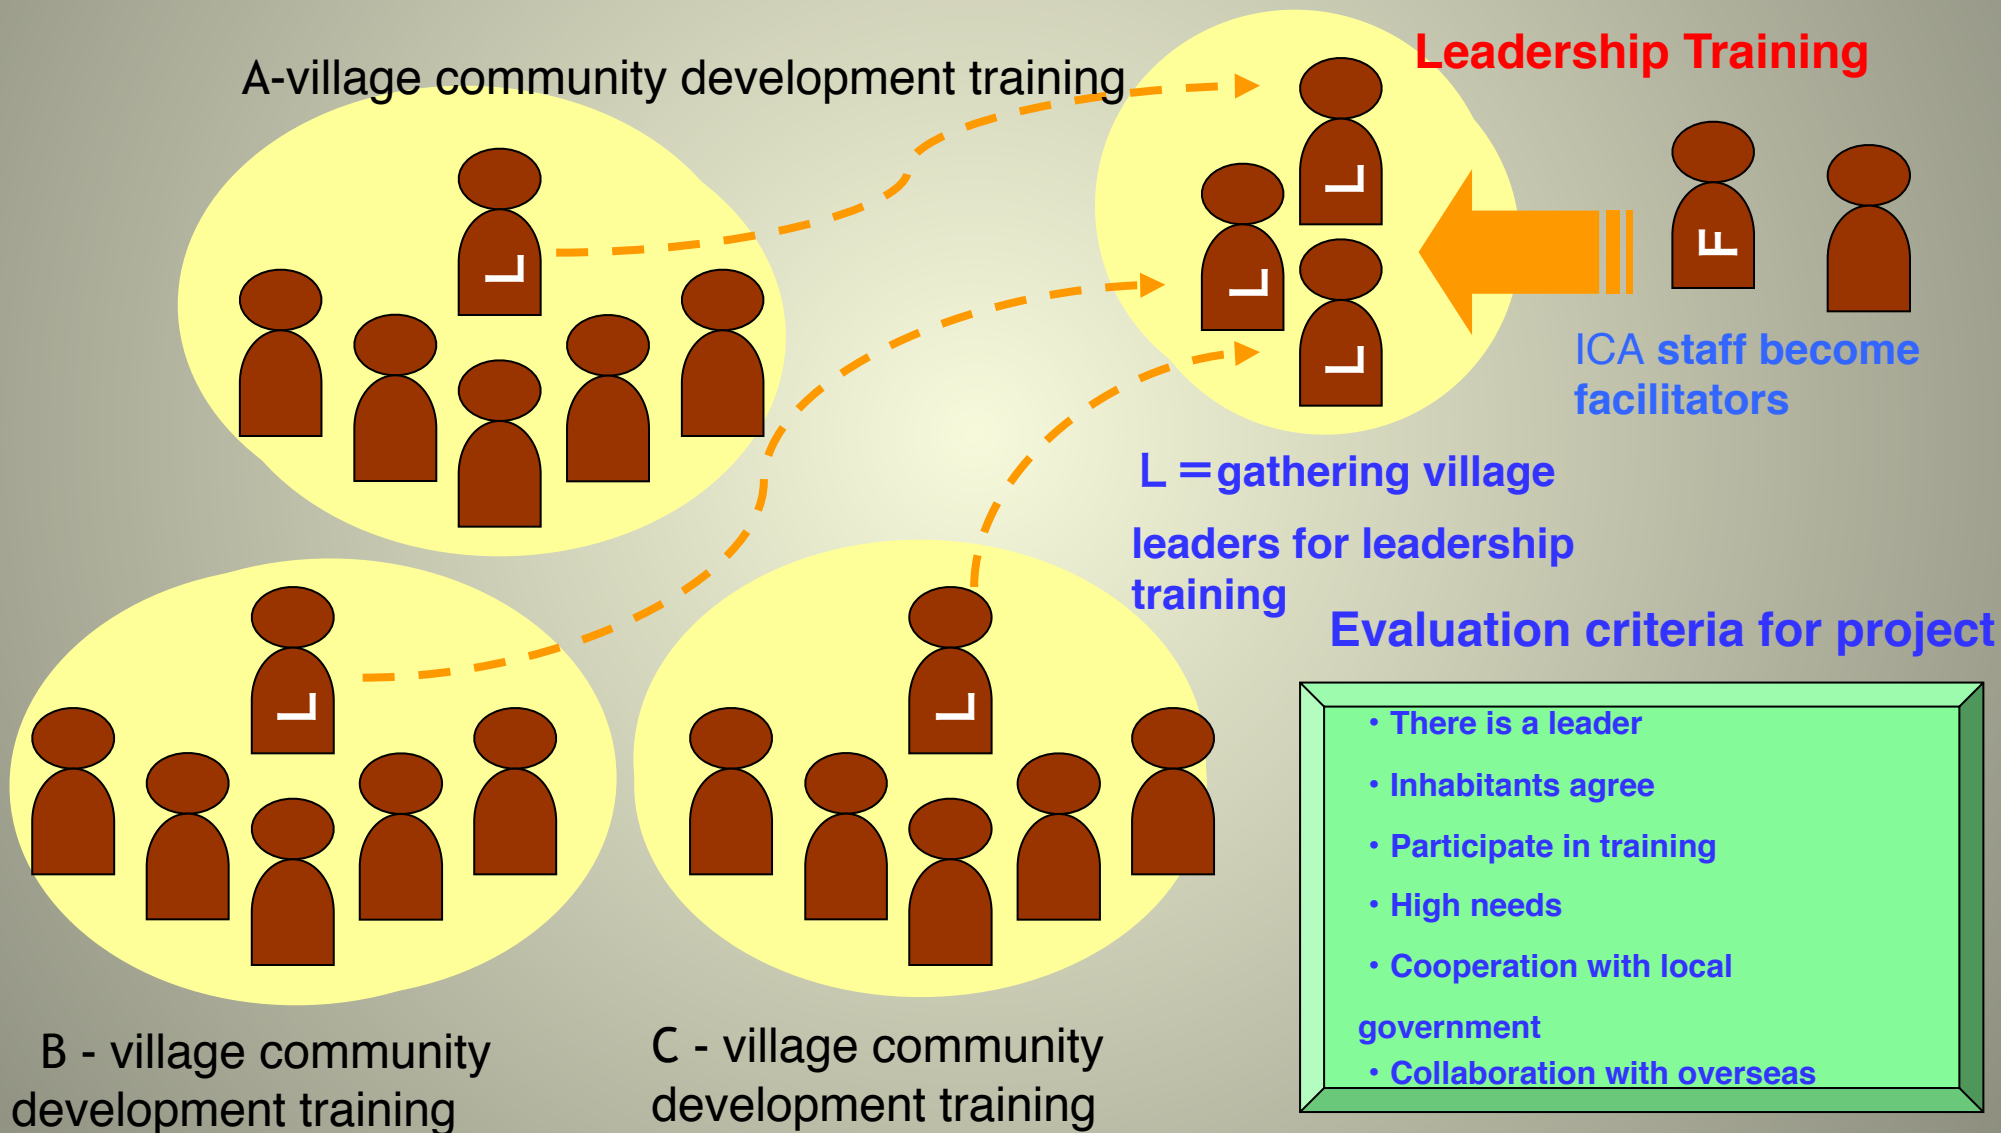 A-village community development training
Leadership Training
L
L
L
L
F
ICA staff become
facilitators
L＝gathering village
leaders for leadership
training
Evaluation criteria for project
L
L
・There is a leader
・Inhabitants agree
・Participate in training
・High needs
・Cooperation with local
government
・Collaboration with overseas
B - village community
development training
C - village community
development training